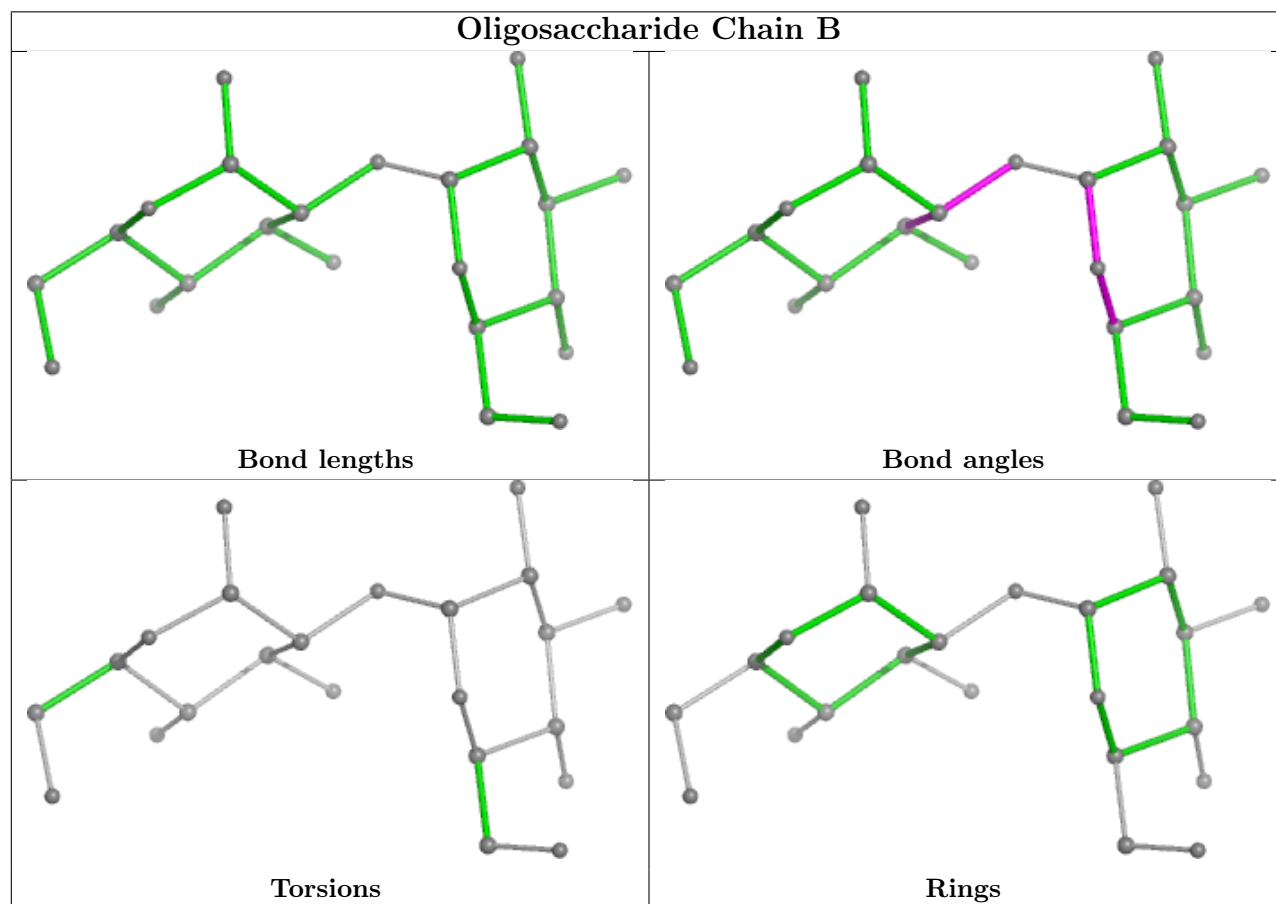 Oligosaccharide Chain B
Bond lengths
Bond angles
Torsions
Rings